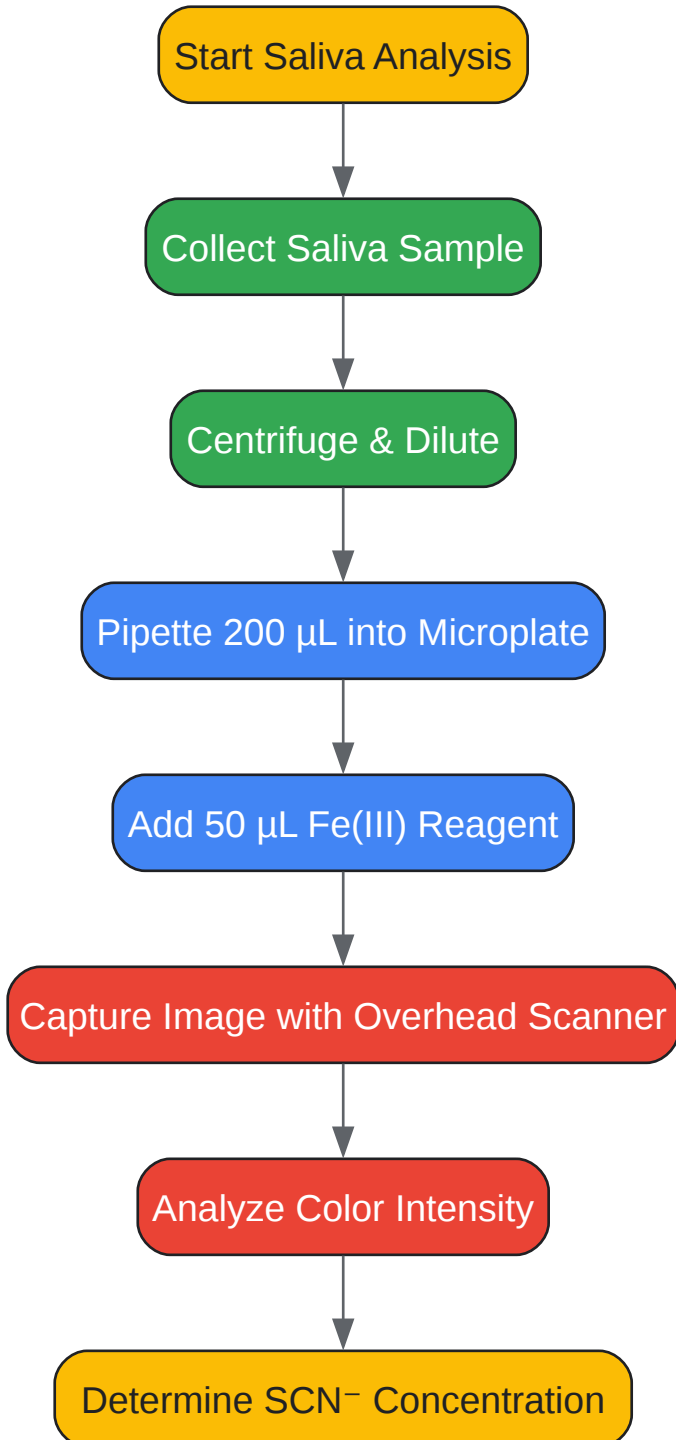 Start Saliva Analysis
Collect Saliva Sample
Centrifuge & Dilute
Pipette 200 µL into Microplate
Add 50 µL Fe(III) Reagent
Capture Image with Overhead Scanner
Analyze Color Intensity
Determine SCN⁻ Concentration